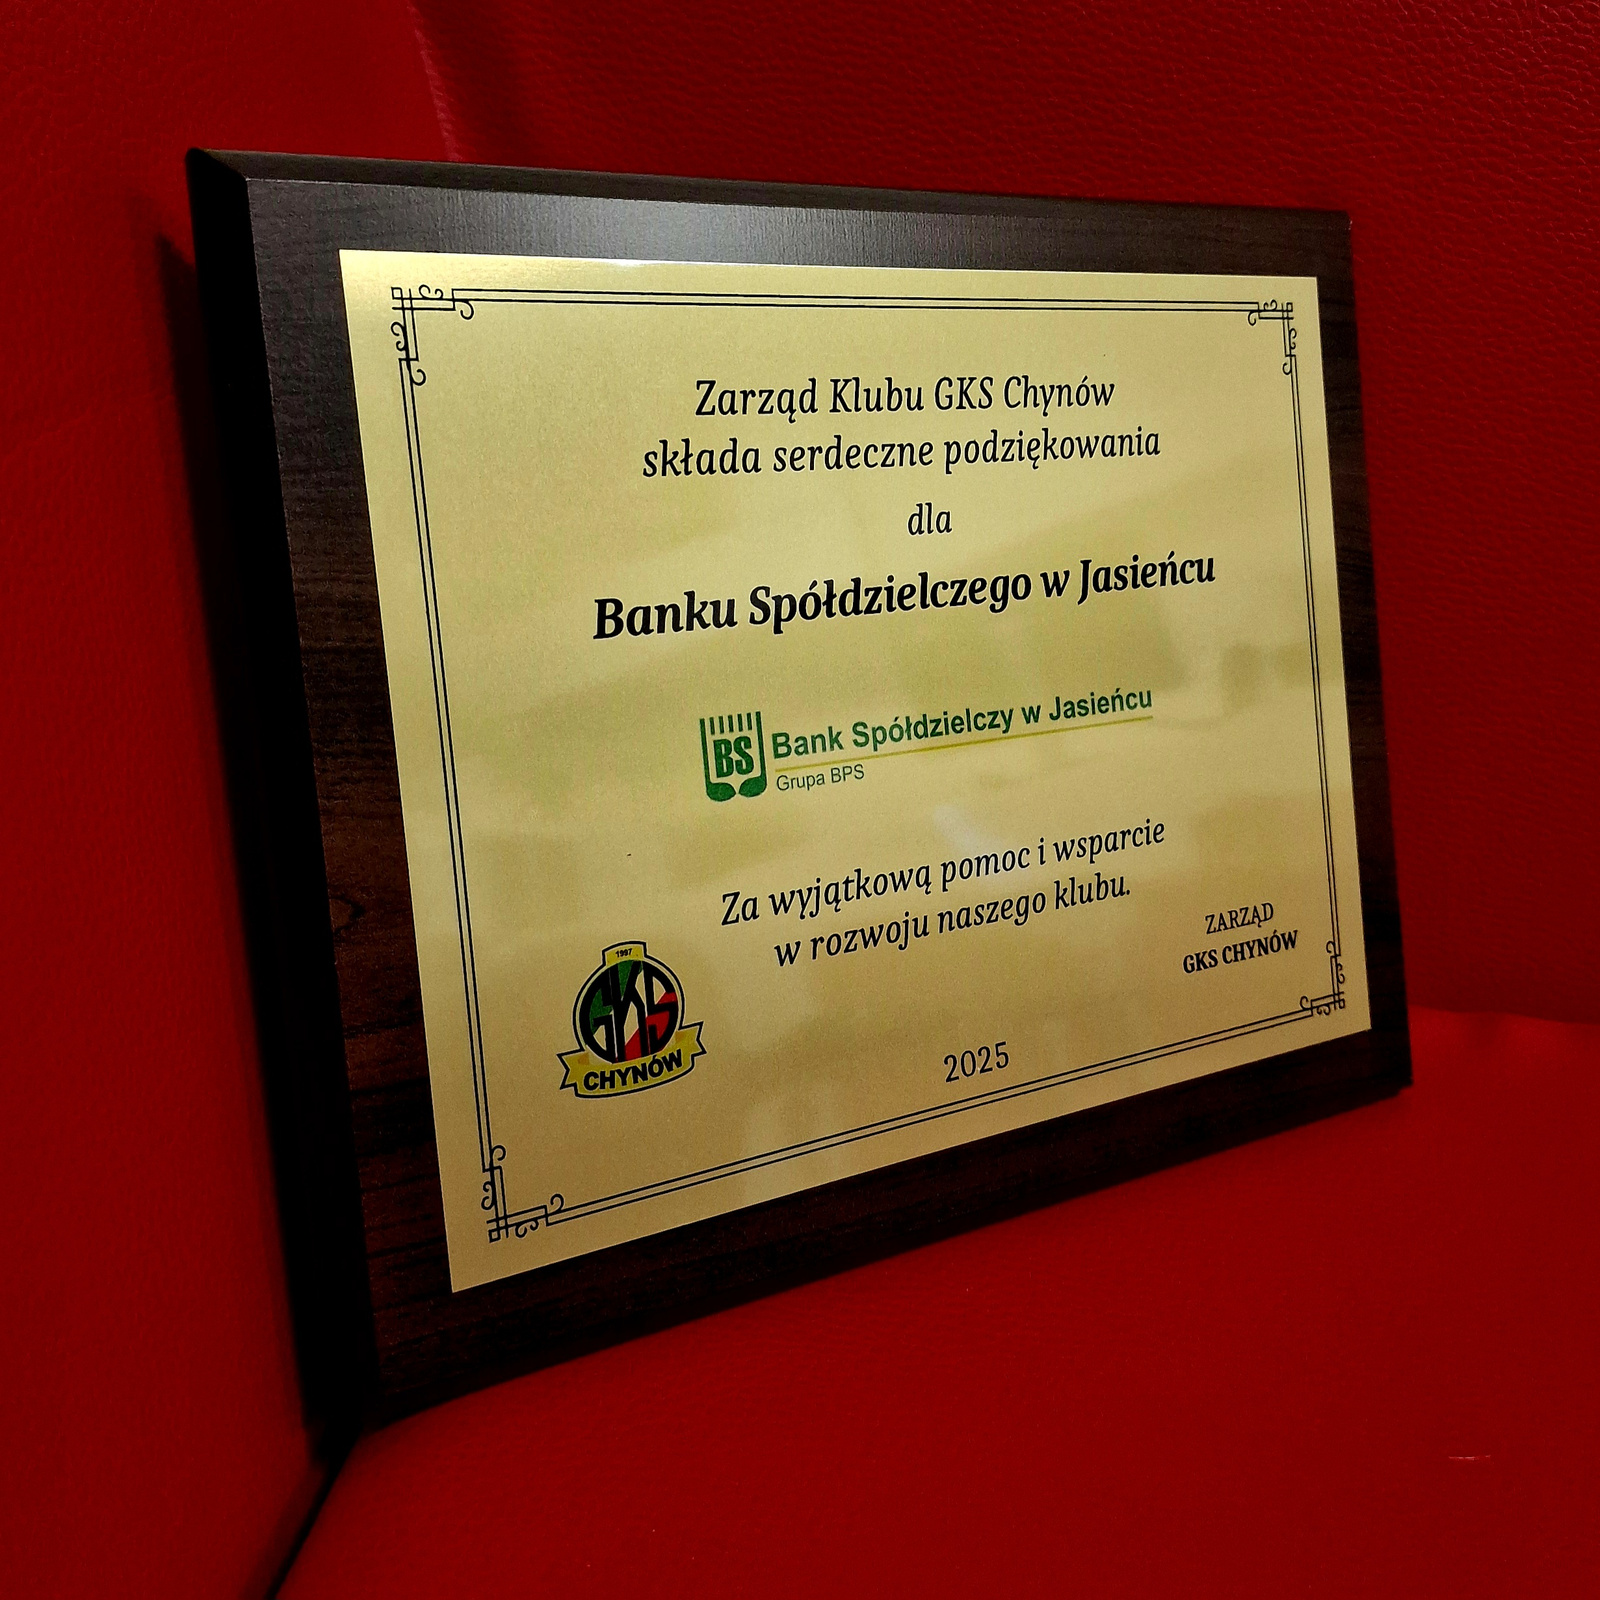 Zarząd Klubu GKS Chynów
składa serdeczne podziękowania
dla
Banku Spółdzielczego w Jasieńcu
BS
Bank Spółdzielczy w Jasieńcu
Grupa BPS
Za wyjątkową pomoc i wsparcie
w rozwoju naszego klubu.
ZARZĄD
GKS CHYNÓW
1997
GKS
CHYNÓW
2025